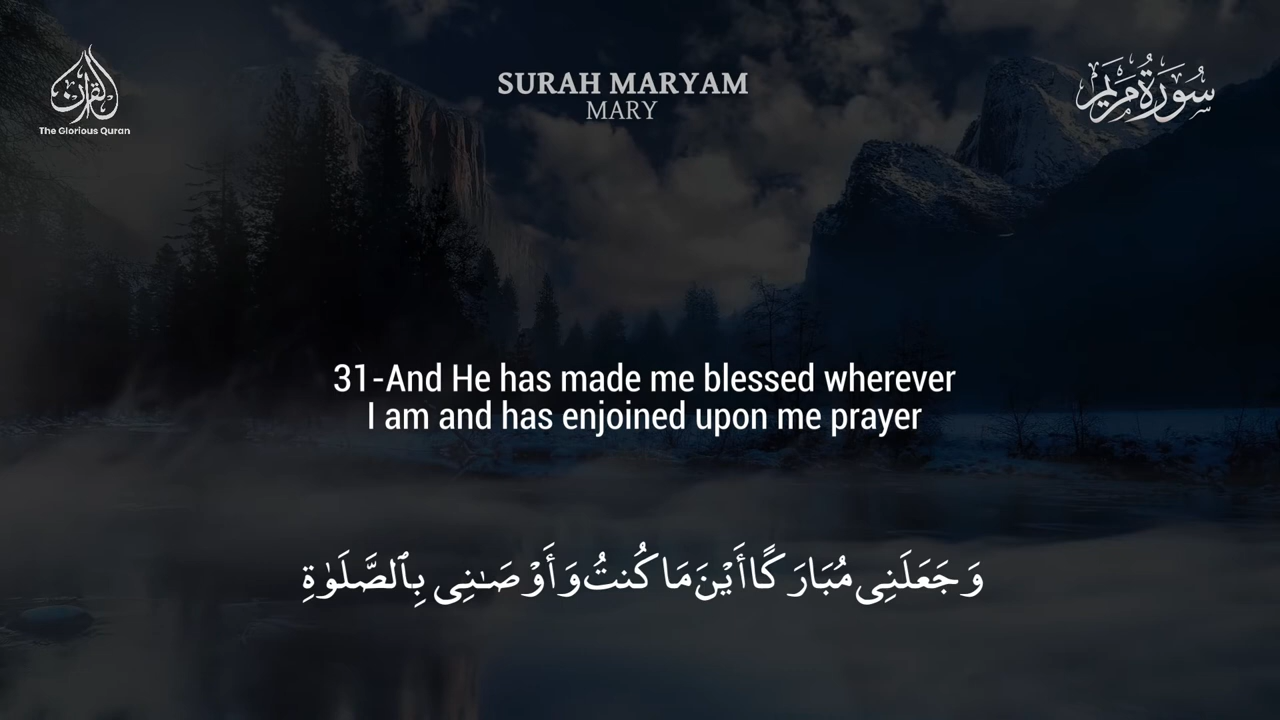 القرآن
The Glorious Quran
SURAH MARYAM
MARY
سُورَةُ مَرْيَم
31-And He has made me blessed wherever
I am and has enjoined upon me prayer
وَجَعَلَنِى مُبَارَكًا أَيْنَ مَا كُنتُ وَأَوْصَـٰنِى بِٱلصَّلَوٰةِ